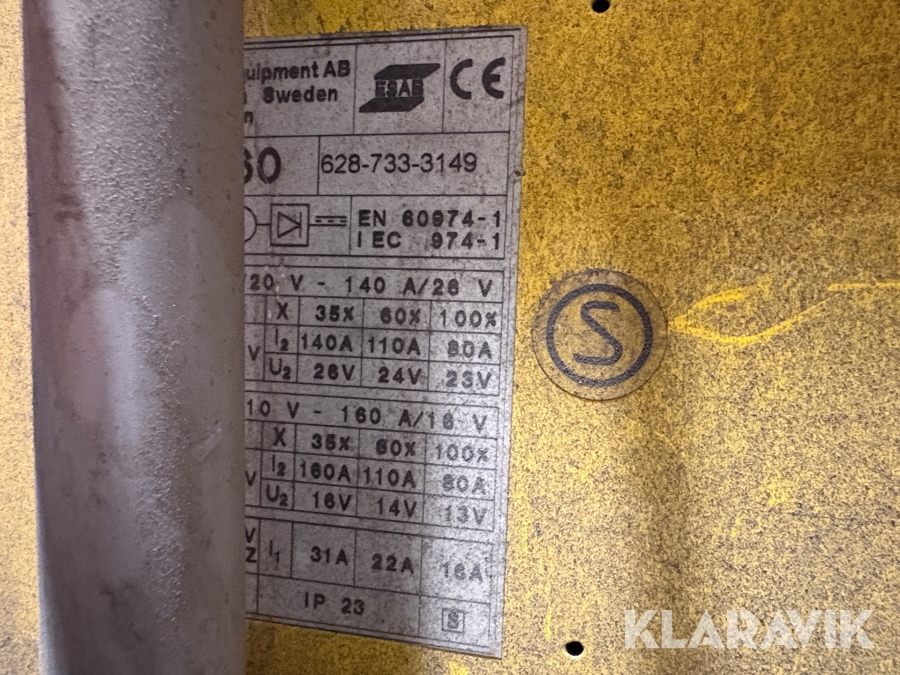 uipment AB
Sweden
n
ESAB
CE
60
628-733-3149
EN 60974-1
IEC 974-1
20 V - 140 A/26 V
X 35% 60% 100%
V
I2 140A 110A 80A
U2 26V 24V 23V
10 V - 160 A/16 V
X 35% 60% 100%
V
I2 160A 110A 80A
U2 16V 14V 13V
V
Z
I1 31A 22A 16A
IP 23
S
S
KLARAVIK